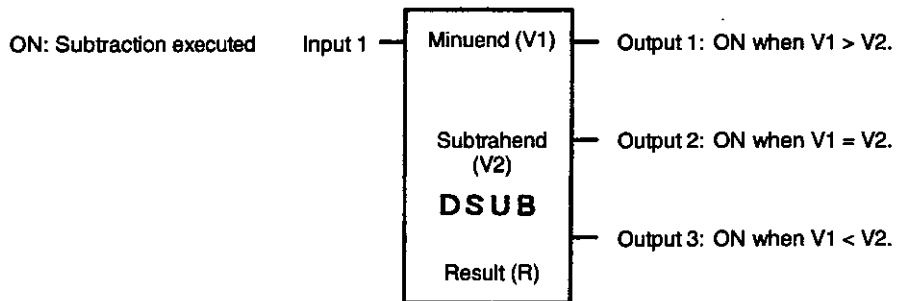 ON: Subtraction executed Input 1 Minuend (V1) Output 1: ON when V1 > V2.
Subtrahend Output 2: ON when V1 = V2.
(V2)
DSUB
Output 3: ON when V1 < V2.
Result (R)